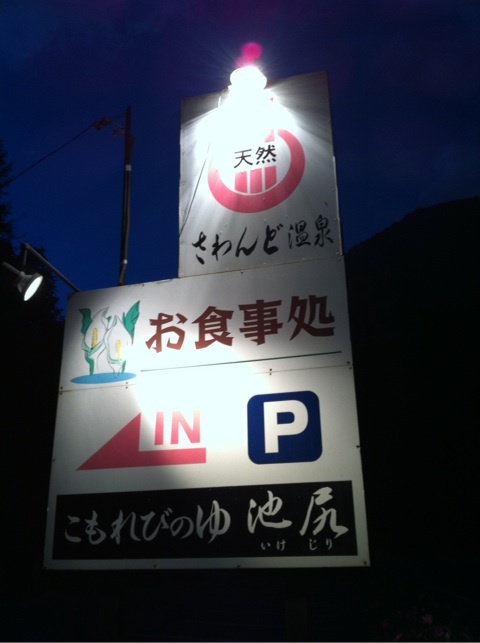 天然
さわんど温泉
お食事処
IN P
こもれびのゆ 池尻
いけ じり